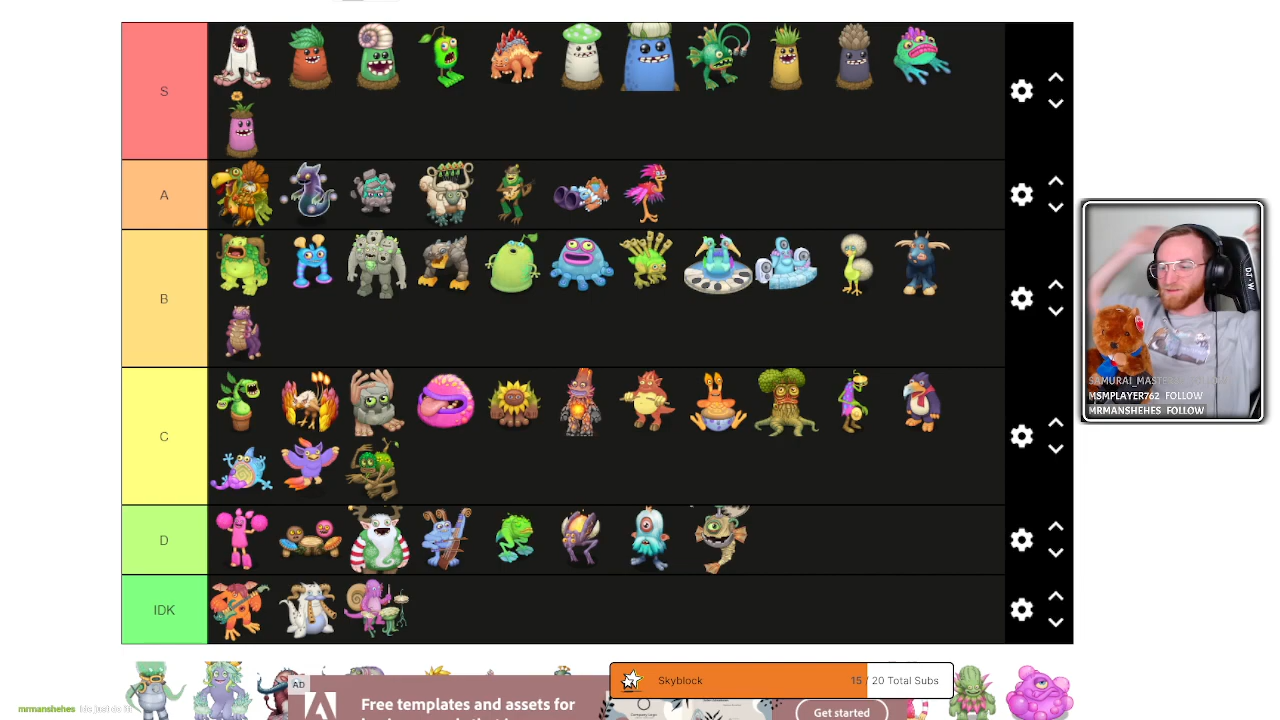 S
A
B
C
D
IDK
DJ·W
MSMPLAYER762 FOLLOW
MRMANSHEHES FOLLOW
Skyblock 15 / 20 Total Subs
AD
Free templates and assets for
Get started
mrmanshehes